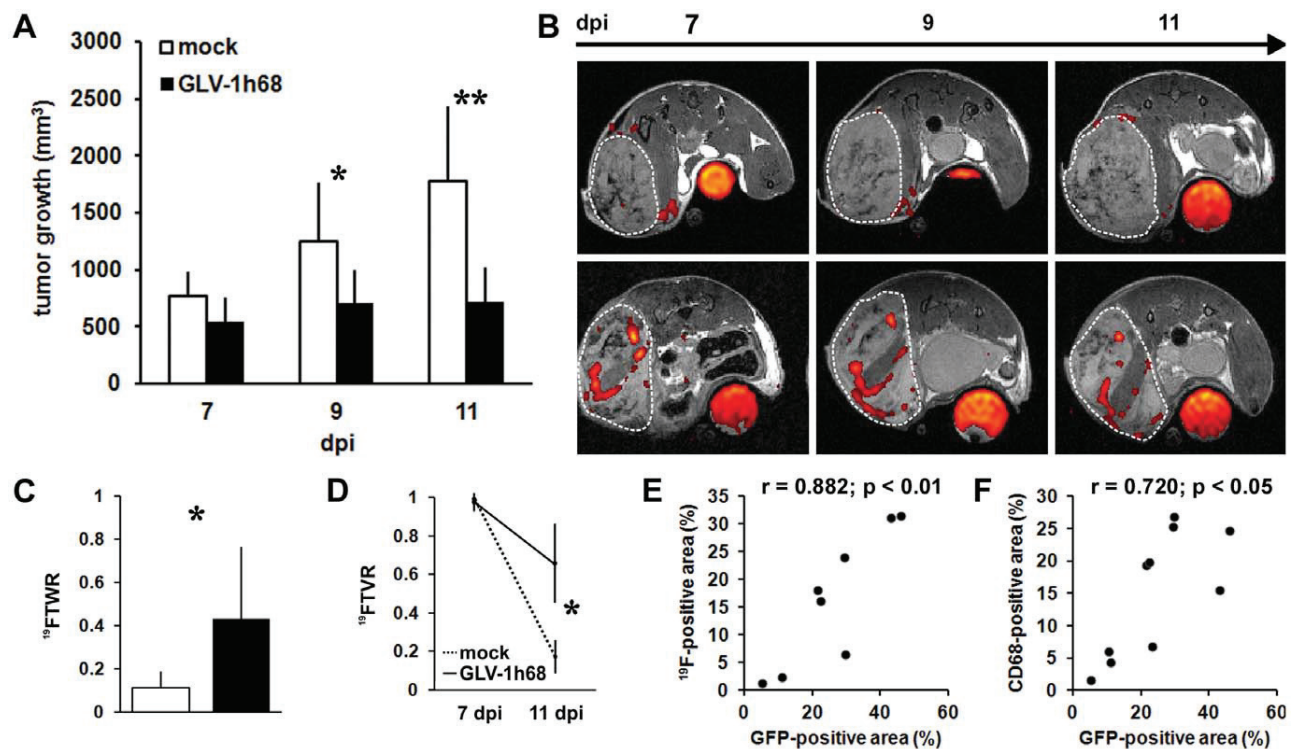 A
tumor growth (mm³)
3000
2500
2000
1500
1000
500
0
mock
GLV-1h68
*
**
7
9
11
dpi
B
dpi 7 9 11
C
¹⁹FTWR
1
0.8
0.6
0.4
0.2
0
*
D
¹⁹FTVR
1
0.8
0.6
0.4
0.2
0
*
mock
GLV-1h68
7 dpi
11 dpi
E
r = 0.882; p < 0.01
¹⁹F-positive area (%)
35
30
25
20
15
10
5
0
0
20
40
60
GFP-positive area (%)
F
r = 0.720; p < 0.05
CD68-positive area (%)
30
25
20
15
10
5
0
0
20
40
60
GFP-positive area (%)